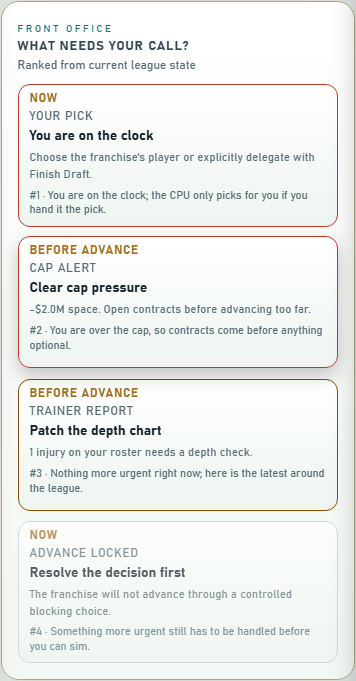 FRONT OFFICE
WHAT NEEDS YOUR CALL?
Ranked from current league state
NOW
YOUR PICK
You are on the clock
Choose the franchise's player or explicitly delegate with
Finish Draft.
#1 · You are on the clock; the CPU only picks for you if you
hand it the pick.
BEFORE ADVANCE
CAP ALERT
Clear cap pressure
-$2.0M space. Open contracts before advancing too far.
#2 · You are over the cap, so contracts come before anything
optional.
BEFORE ADVANCE
TRAINER REPORT
Patch the depth chart
1 injury on your roster needs a depth check.
#3 · Nothing more urgent right now; here is the latest around
the league.
NOW
ADVANCE LOCKED
Resolve the decision first
The franchise will not advance through a controlled
blocking choice.
#4 · Something more urgent still has to be handled before
you can sim.